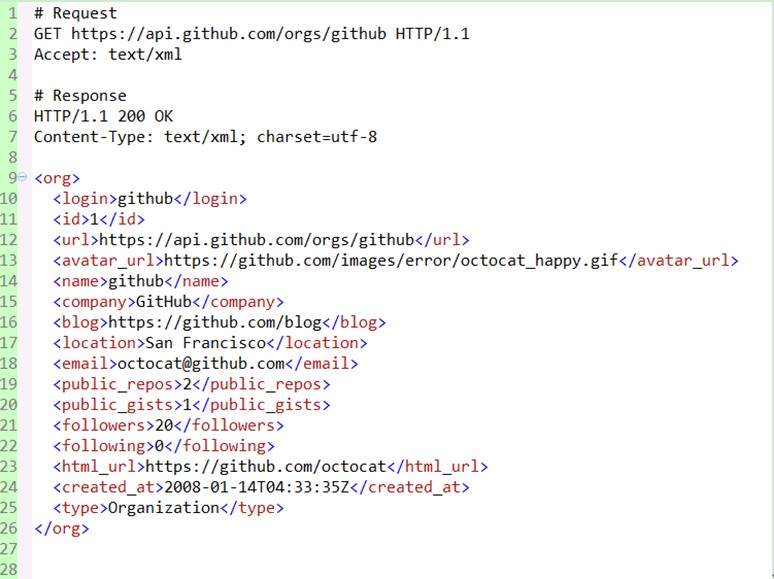 1 # Request
2 GET https://api.github.com/orgs/github HTTP/1.1
3 Accept: text/xml
4
5 # Response
6 HTTP/1.1 200 OK
7 Content-Type: text/xml; charset=utf-8
8
9 <org>
10   <login>github</login>
11   <id>1</id>
12   <url>https://api.github.com/orgs/github</url>
13   <avatar_url>https://github.com/images/error/octocat_happy.gif</avatar_url>
14   <name>github</name>
15   <company>GitHub</company>
16   <blog>https://github.com/blog</blog>
17   <location>San Francisco</location>
18   <email>octocat@github.com</email>
19   <public_repos>2</public_repos>
20   <public_gists>1</public_gists>
21   <followers>20</followers>
22   <following>0</following>
23   <html_url>https://github.com/octocat</html_url>
24   <created_at>2008-01-14T04:33:35Z</created_at>
25   <type>Organization</type>
26 </org>
27
28